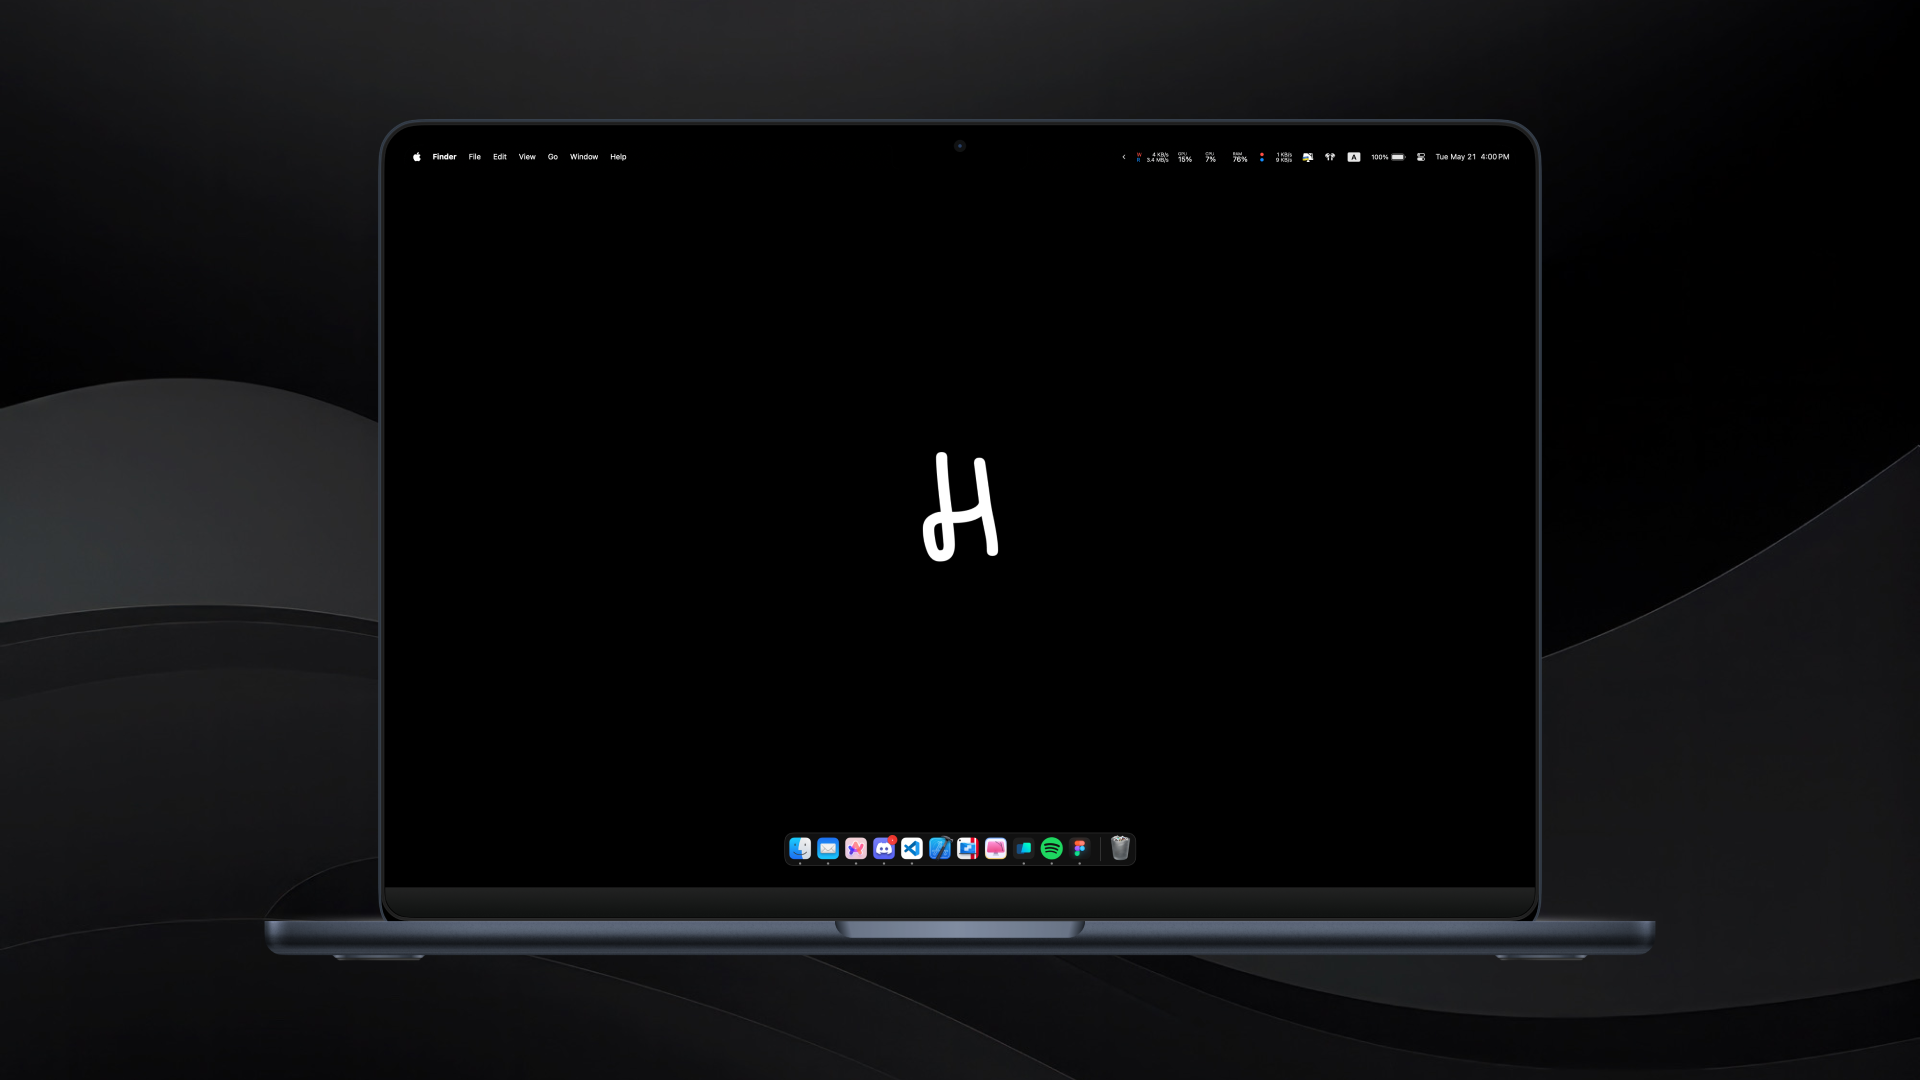 Finder File Edit View Go Window Help
W 4 KB/s GPU CPU RAM 1 KB/s A 100% Tue May 21 4:00 PM
R 3.4 MB/s 15% 7% 76% 9 KB/s
H